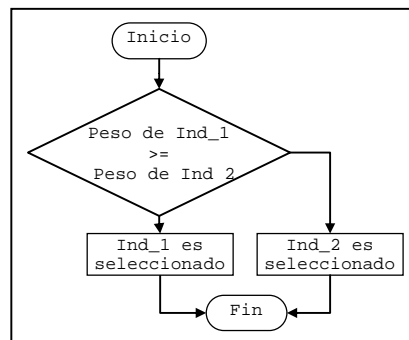 Inicio
Peso de Ind_1
>=
Peso de Ind 2
Ind_1 es
seleccionado
Ind_2 es
seleccionado
Fin